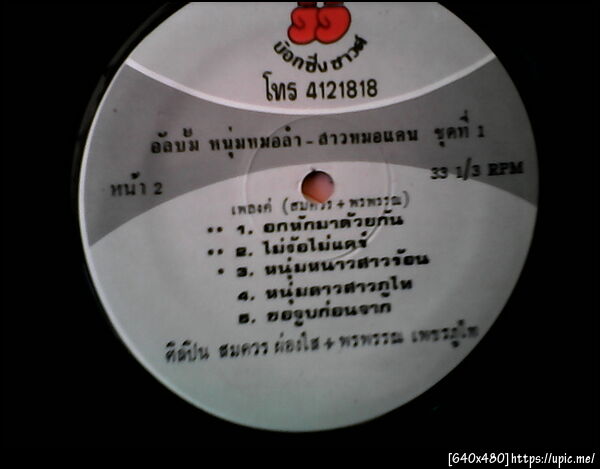 บ๊อกซิ่ง ซาวด์
โทร 4121818
อัลบั้ม หนุ่มหมอลำ - สาวหมอแคน ชุดที่ 1
หน้า 2
33 1/3 RPM
เพลงคู่ (สมควร + พรพรรณ)
•• 1. อกหักมาด้วยกัน
•• 2. ไม่ง้อไม่แคร์
• 3. หนุ่มหนาวสาวร้อน
4. หนุ่มลาวสาวภูไท
5. ขอจูบก่อนจาก
ศิลปิน สมควร ผ่องใส + พรพรรณ เพชรภูไท
[640x480]https://upic.me/